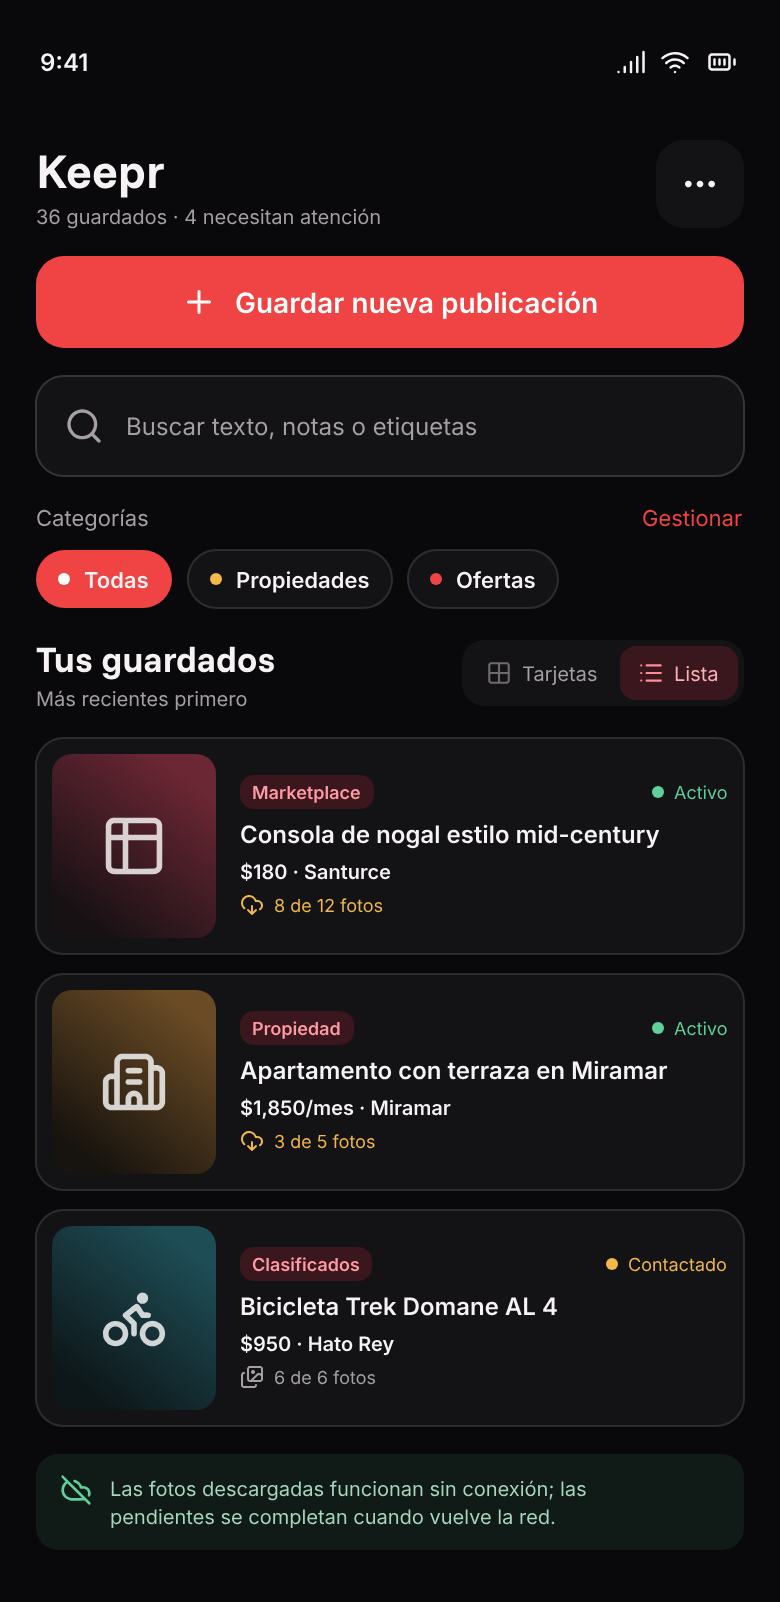 9:41
Keepr
36 guardados · 4 necesitan atención
Guardar nueva publicación
Buscar texto, notas o etiquetas
Categorías
Gestionar
Todas
Propiedades
Ofertas
Tus guardados
Más recientes primero
Tarjetas
Lista
Marketplace
Activo
Consola de nogal estilo mid-century
$180 · Santurce
8 de 12 fotos
Propiedad
Activo
Apartamento con terraza en Miramar
$1,850/mes · Miramar
3 de 5 fotos
Clasificados
Contactado
Bicicleta Trek Domane AL 4
$950 · Hato Rey
6 de 6 fotos
Las fotos descargadas funcionan sin conexión; las
pendientes se completan cuando vuelve la red.